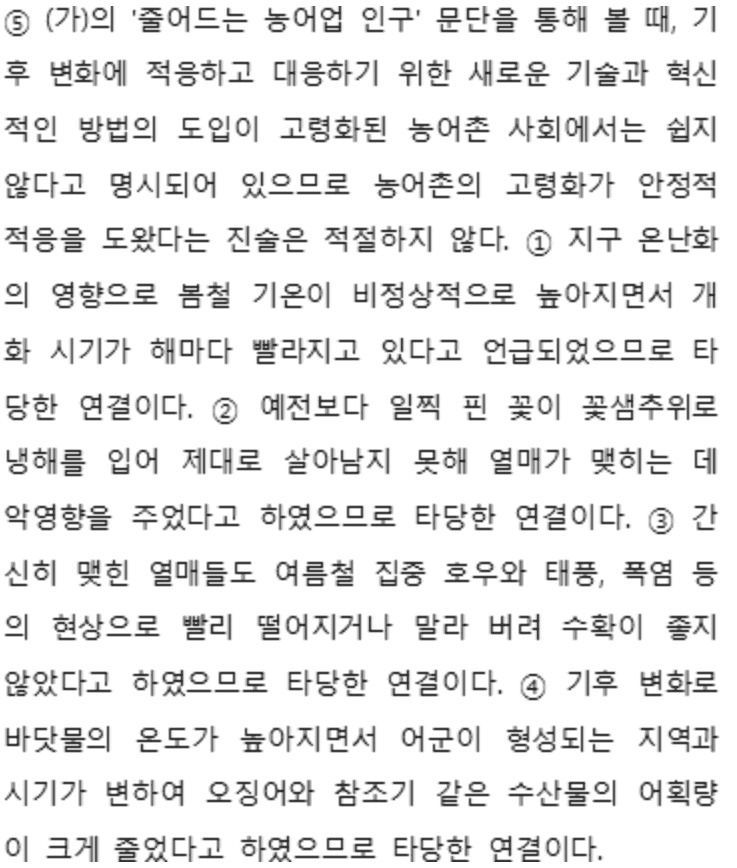 ⑤ (가)의 '줄어드는 농어업 인구' 문단을 통해 볼 때, 기
후 변화에 적응하고 대응하기 위한 새로운 기술과 혁신
적인 방법의 도입이 고령화된 농어촌 사회에서는 쉽지
않다고 명시되어 있으므로 농어촌의 고령화가 안정적
적응을 도왔다는 진술은 적절하지 않다. ① 지구 온난화
의 영향으로 봄철 기온이 비정상적으로 높아지면서 개
화 시기가 해마다 빨라지고 있다고 언급되었으므로 타
당한 연결이다. ② 예전보다 일찍 핀 꽃이 꽃샘추위로
냉해를 입어 제대로 살아남지 못해 열매가 맺히는 데
악영향을 주었다고 하였으므로 타당한 연결이다. ③ 간
신히 맺힌 열매들도 여름철 집중 호우와 태풍, 폭염 등
의 현상으로 빨리 떨어지거나 말라 버려 수확이 좋지
않았다고 하였으므로 타당한 연결이다. ④ 기후 변화로
바닷물의 온도가 높아지면서 어군이 형성되는 지역과
시기가 변하여 오징어와 참조기 같은 수산물의 어획량
이 크게 줄었다고 하였으므로 타당한 연결이다.